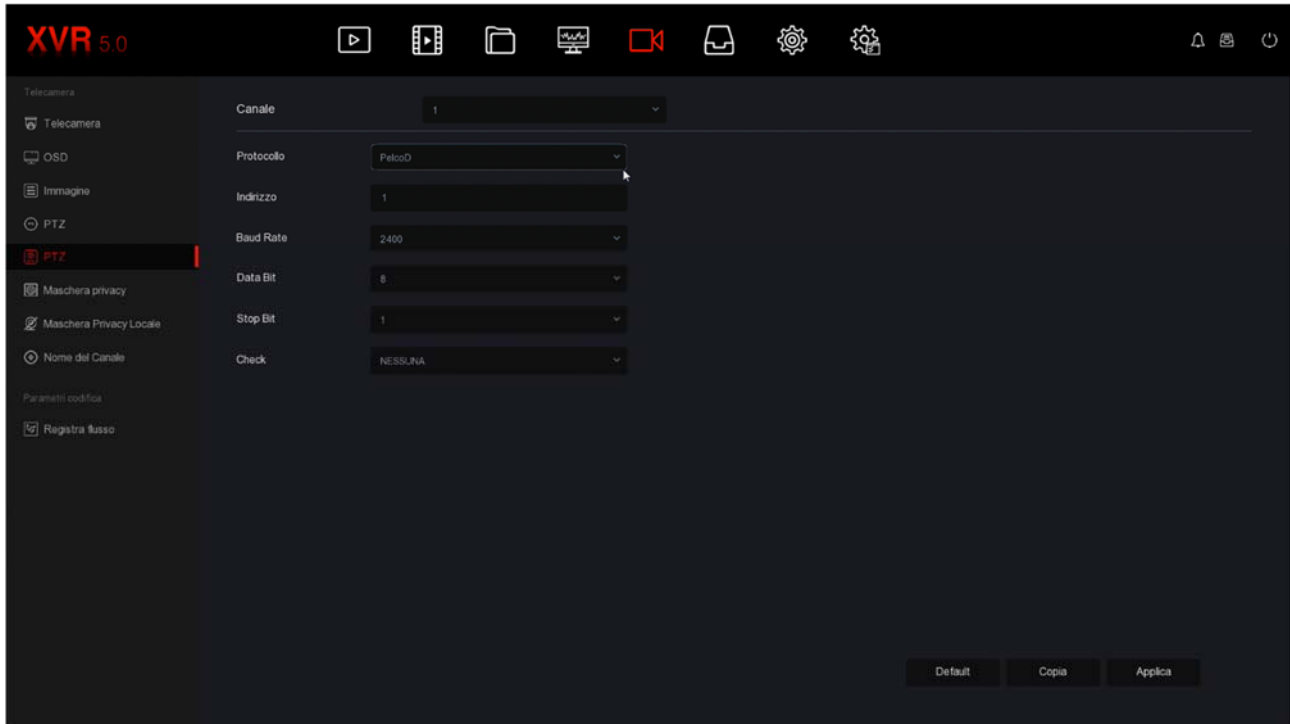 XVR 5.0
Telecamera
Telecamera
OSD
Immagine
PTZ
PTZ
Maschera privacy
Maschera Privacy Locale
Nome del Canale
Parametri codifica
Registra flusso
Canale 1
Protocollo PelcoD
Indirizzo 1
Baud Rate 2400
Data Bit 8
Stop Bit 1
Check NESSUNA
Default Copia Applica